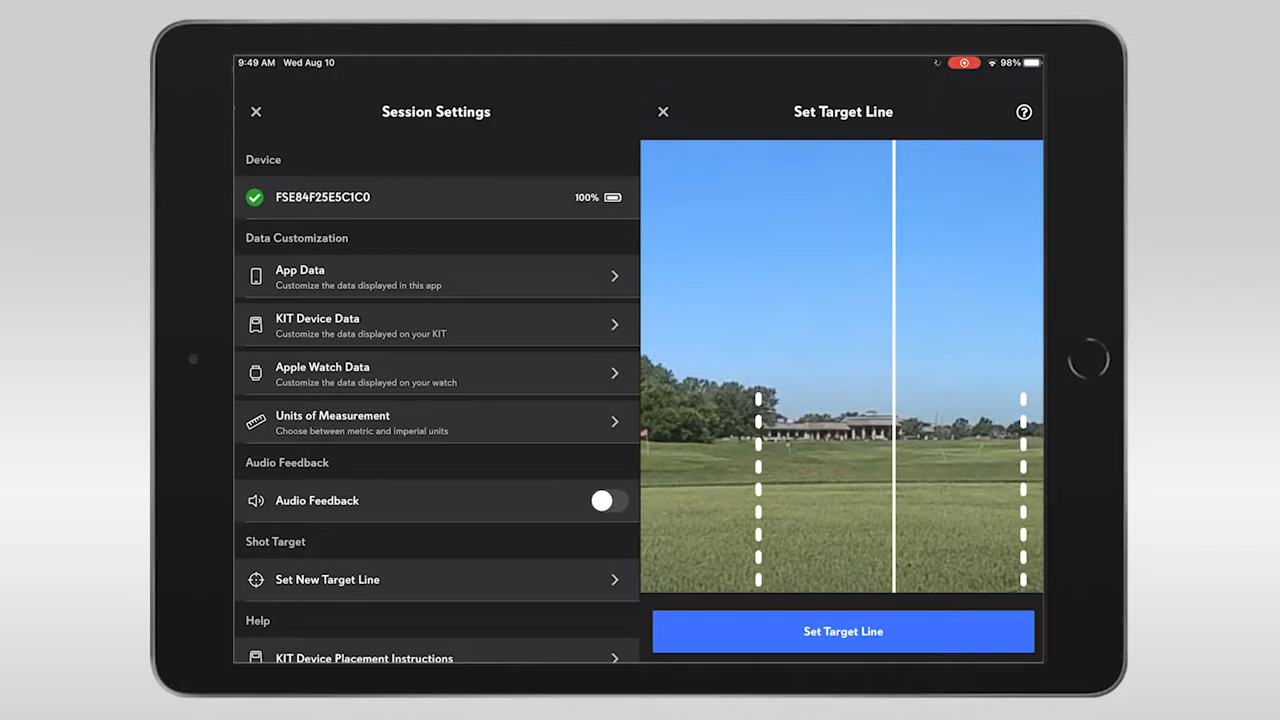 9:49 AM Wed Aug 10
98%
Session Settings
Device
FSE84F25E5C1C0
100%
Data Customization
App Data
Customize the data displayed in this app
KIT Device Data
Customize the data displayed on your KIT
Apple Watch Data
Customize the data displayed on your watch
Units of Measurement
Choose between metric and imperial units
Audio Feedback
Audio Feedback
Shot Target
Set New Target Line
Help
KIT Device Placement Instructions
Set Target Line
?
Set Target Line